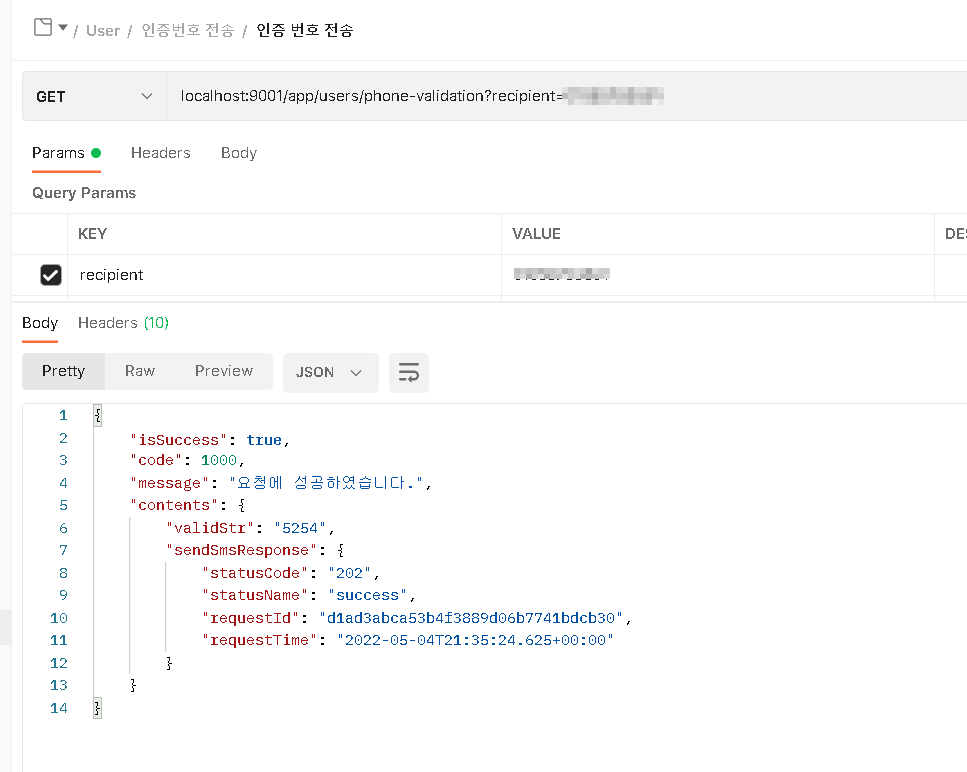 / User / 인증번호 전송 / 인증 번호 전송
GET localhost:9001/app/users/phone-validation?recipient=
Params Headers Body
Query Params
KEY VALUE DES
recipient
Body Headers (10)
Pretty Raw Preview JSON
1 {
2 "isSuccess": true,
3 "code": 1000,
4 "message": "요청에 성공하였습니다.",
5 "contents": {
6 "validStr": "5254",
7 "sendSmsResponse": {
8 "statusCode": "202",
9 "statusName": "success",
10 "requestId": "d1ad3abca53b4f3889d06b7741bdcb30",
11 "requestTime": "2022-05-04T21:35:24.625+00:00"
12 }
13 }
14 }